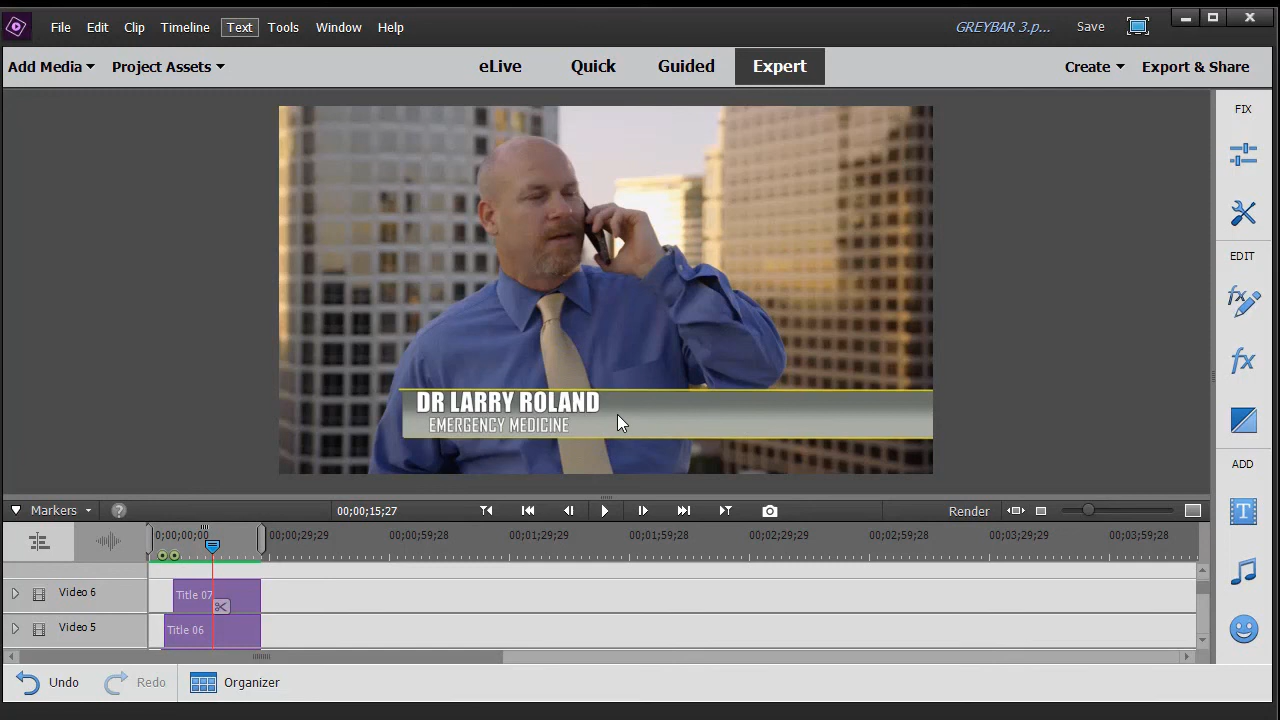 File Edit Clip Timeline Text Tools Window Help GREYBAR 3.p... Save
Add Media Project Assets eLive Quick Guided Expert Create Export & Share
FIX
EDIT
fx
fx
DR LARRY ROLAND
EMERGENCY MEDICINE
ADD
T
Markers ? 00;00;15;27 Render
0;00;00;00 00;00;29;29 00;00;59;28 00;01;29;29 00;01;59;28 00;02;29;29 00;02;59;28 00;03;29;29 00;03;59;28
Video 6 Title 07
Video 5 Title 06
Undo Redo Organizer